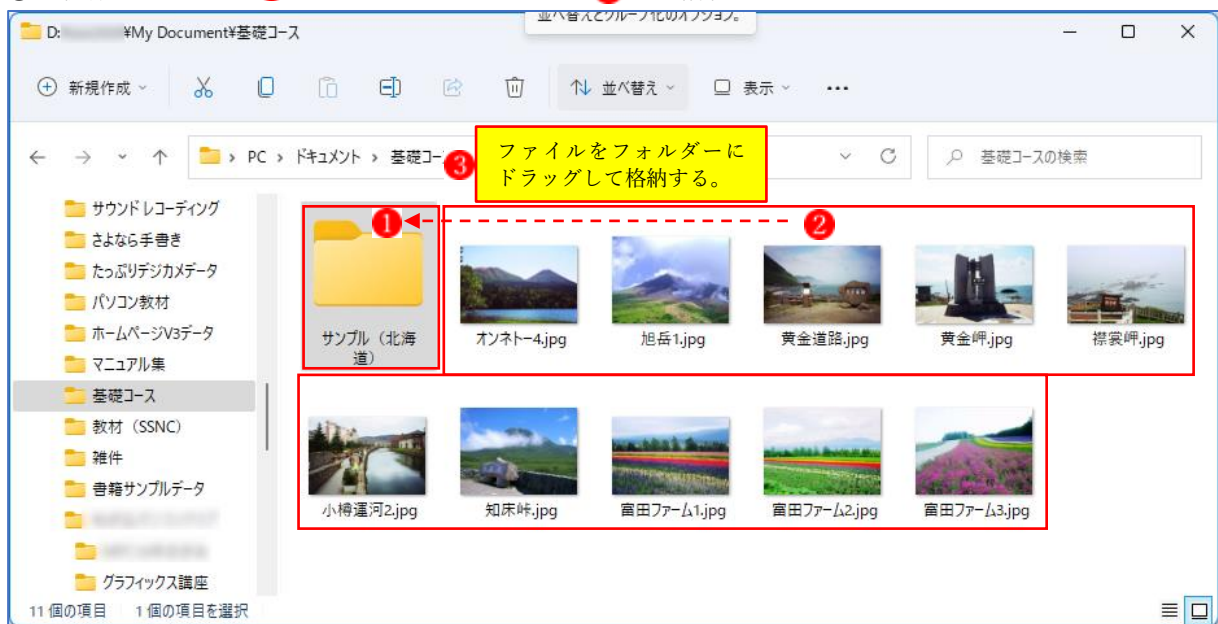 並べ替えとグループ化のオプション。
D: ¥My Document¥基礎コース
新規作成
並べ替え
表示
PC › ドキュメント › 基礎コー
基礎コースの検索
❸
ファイルをフォルダーに
ドラッグして格納する。
サウンドレコーディング
さよなら手書き
たっぷりデジカメデータ
パソコン教材
ホームページV3データ
マニュアル集
基礎コース
教材（SSNC）
雑件
書籍サンプルデータ
グラフィックス講座
❶
❷
サンプル（北海
道）
オンネトー4.jpg
旭岳1.jpg
黄金道路.jpg
黄金岬.jpg
襟裳岬.jpg
小樽運河2.jpg
知床峠.jpg
富田ファーム1.jpg
富田ファーム2.jpg
富田ファーム3.jpg
11 個の項目
1 個の項目を選択